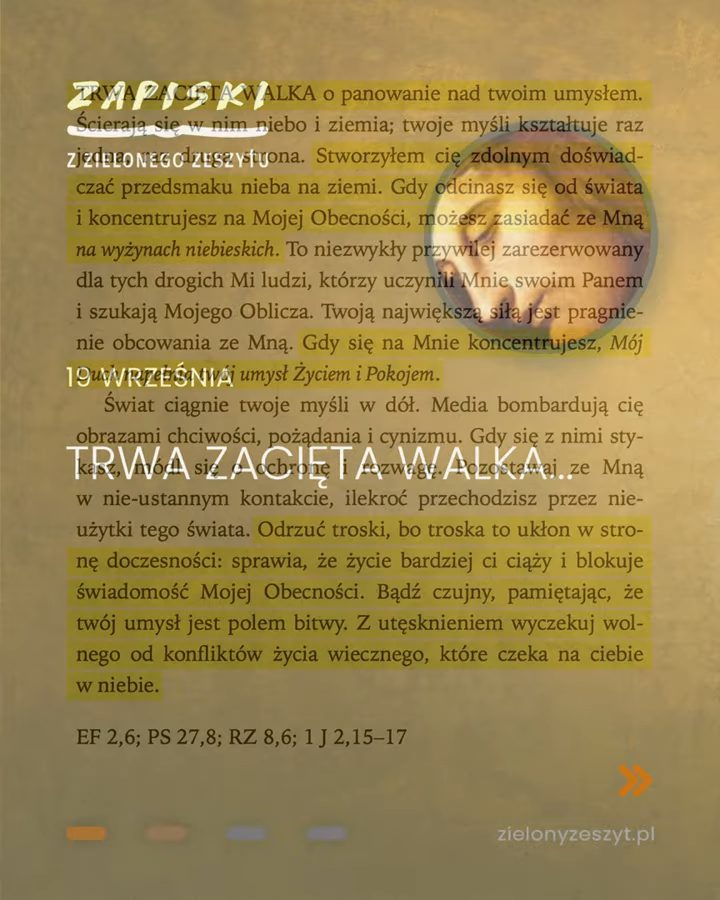 ZAPISKI
Z ZIELONEGO ZESZYTU
TRWA ZACIĘTA WALKA o panowanie nad twoim umysłem.
Ścierają się w nim niebo i ziemia; twoje myśli kształtuje raz
jedna, raz druga strona. Stworzyłem cię zdolnym doświad-
czać przedsmaku nieba na ziemi. Gdy odcinasz się od świata
i koncentrujesz na Mojej Obecności, możesz zasiadać ze Mną
na wyżynach niebieskich. To niezwykły przywilej zarezerwowany
dla tych drogich Mi ludzi, którzy uczynili Mnie swoim Panem
i szukają Mojego Oblicza. Twoją największą siłą jest pragnie-
nie obcowania ze Mną. Gdy się na Mnie koncentrujesz, Mój
Duch napełnia twój umysł Życiem i Pokojem.
19 WRZEŚNIA
Świat ciągnie twoje myśli w dół. Media bombardują cię
obrazami chciwości, pożądania i cynizmu. Gdy się z nimi sty-
kasz, módl się o ochronę i rozwagę. Pozostawaj ze Mną
TRWA ZACIĘTA WALKA...
w nie-ustannym kontakcie, ilekroć przechodzisz przez nie-
użytki tego świata. Odrzuć troski, bo troska to ukłon w stro-
nę doczesności: sprawia, że życie bardziej ci ciąży i blokuje
świadomość Mojej Obecności. Bądź czujny, pamiętając, że
twój umysł jest polem bitwy. Z utęsknieniem wyczekuj wol-
nego od konfliktów życia wiecznego, które czeka na ciebie
w niebie.
EF 2,6; PS 27,8; RZ 8,6; 1 J 2,15–17
zielonyzeszyt.pl